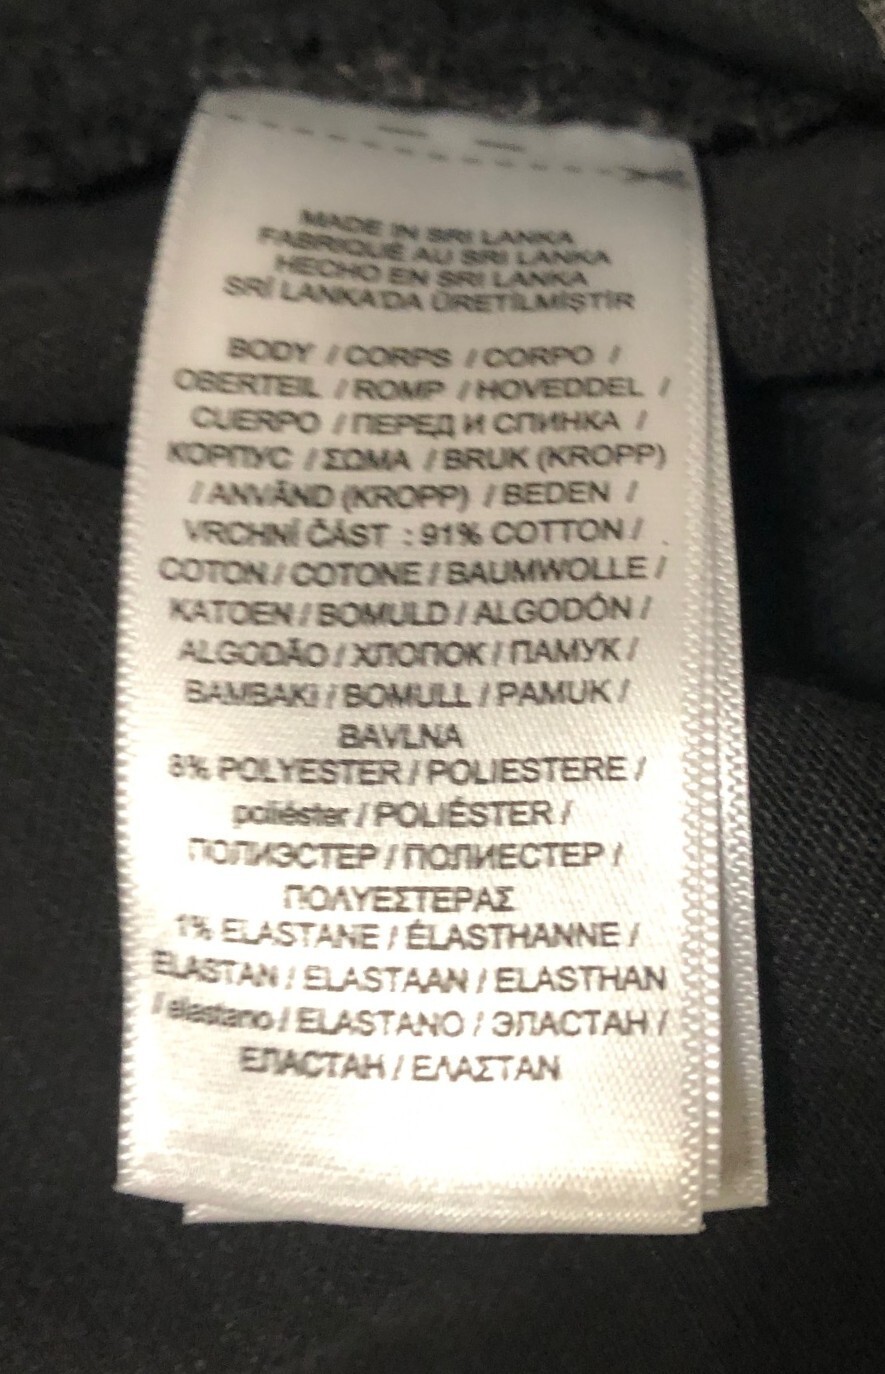 MADE IN SRI LANKA
FABRIQUÉ AU SRI LANKA
HECHO EN SRI LANKA
SRİ LANKA'DA ÜRETİLMİŞTİR
BODY / CORPS / CORPO /
OBERTEIL / ROMP / HOVEDDEL /
CUERPO / ПЕРЕД И СПИНКА /
КОРПУС / ΣΩΜΑ / BRUK (KROPP)
/ ANVÄND (KROPP) / BEDEN /
VRCHNÍ ČÁST : 91% COTTON /
COTON / COTONE / BAUMWOLLE /
KATOEN / BOMULD / ALGODÓN /
ALGODÃO / ХЛОПОК / ПАМУК /
BAMBAKI / BOMULL / PAMUK /
BAVLNA
8% POLYESTER / POLIESTERE /
poliéster / POLIÉSTER /
ПОЛИЭСТЕР / ПОЛИЕСТЕР /
ΠΟΛΥΕΣΤΕΡΑΣ
1% ELASTANE / ÉLASTHANNE /
ELASTAN / ELASTAAN / ELASTHAN
/ elastano / ELASTANO / ЭЛАСТАН /
ЕЛАСТАН / ΕΛΑΣΤΑΝ